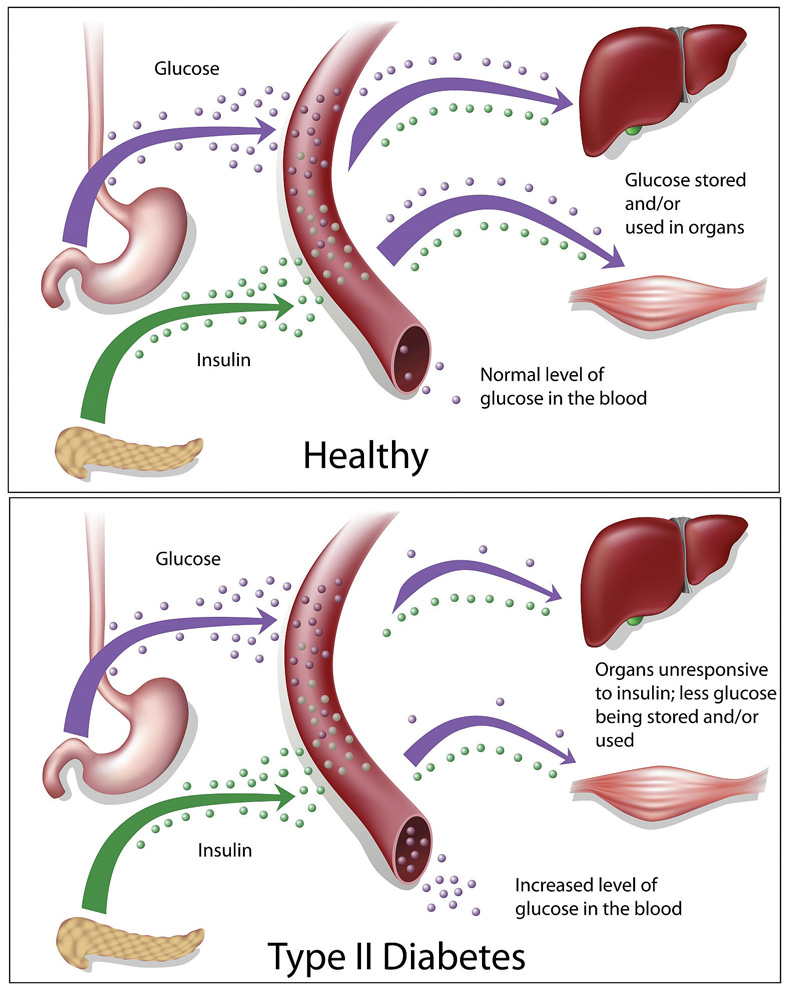 Glucose
Glucose stored
and/or
used in organs
Insulin
Normal level of
glucose in the blood
Healthy
Glucose
Organs unresponsive
to insulin; less glucose
being stored and/or
used
Insulin
Increased level of
glucose in the blood
Type II Diabetes